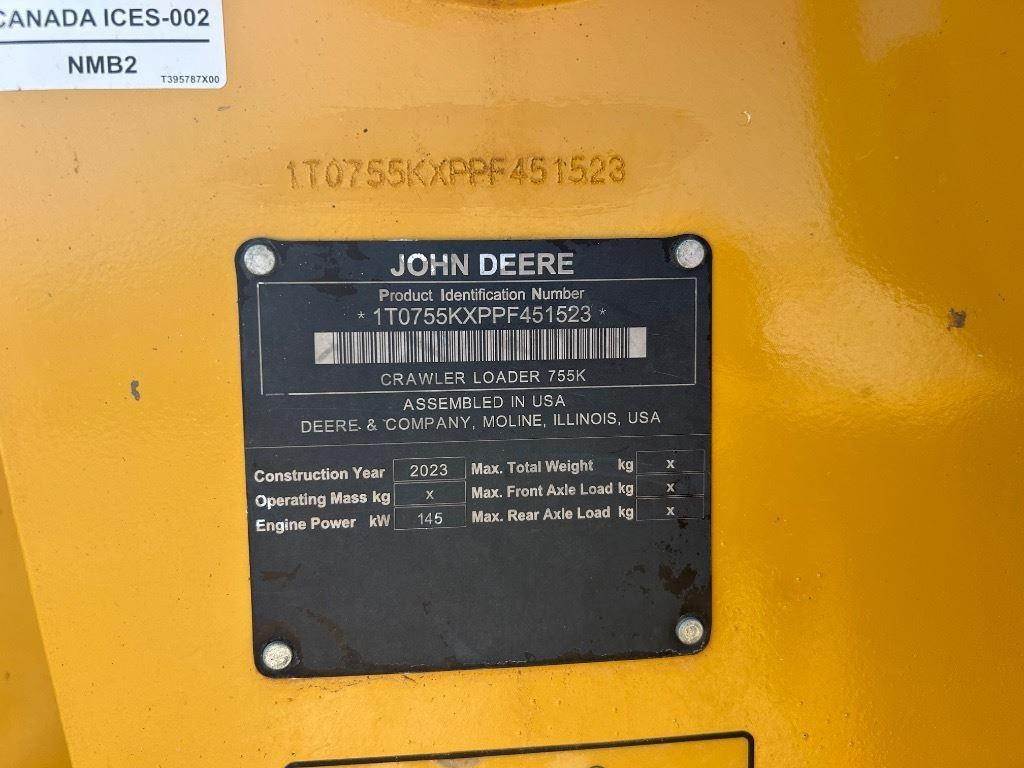 CANADA ICES-002
NMB2
T395787X00
1T0755KXPPF451523
JOHN DEERE
Product Identification Number
* 1T0755KXPPF451523 *
CRAWLER LOADER 755K
ASSEMBLED IN USA
DEERE & COMPANY, MOLINE, ILLINOIS, USA
Construction Year 2023 Max. Total Weight kg x
Operating Mass kg x Max. Front Axle Load kg x
Engine Power kW 145 Max. Rear Axle Load kg x